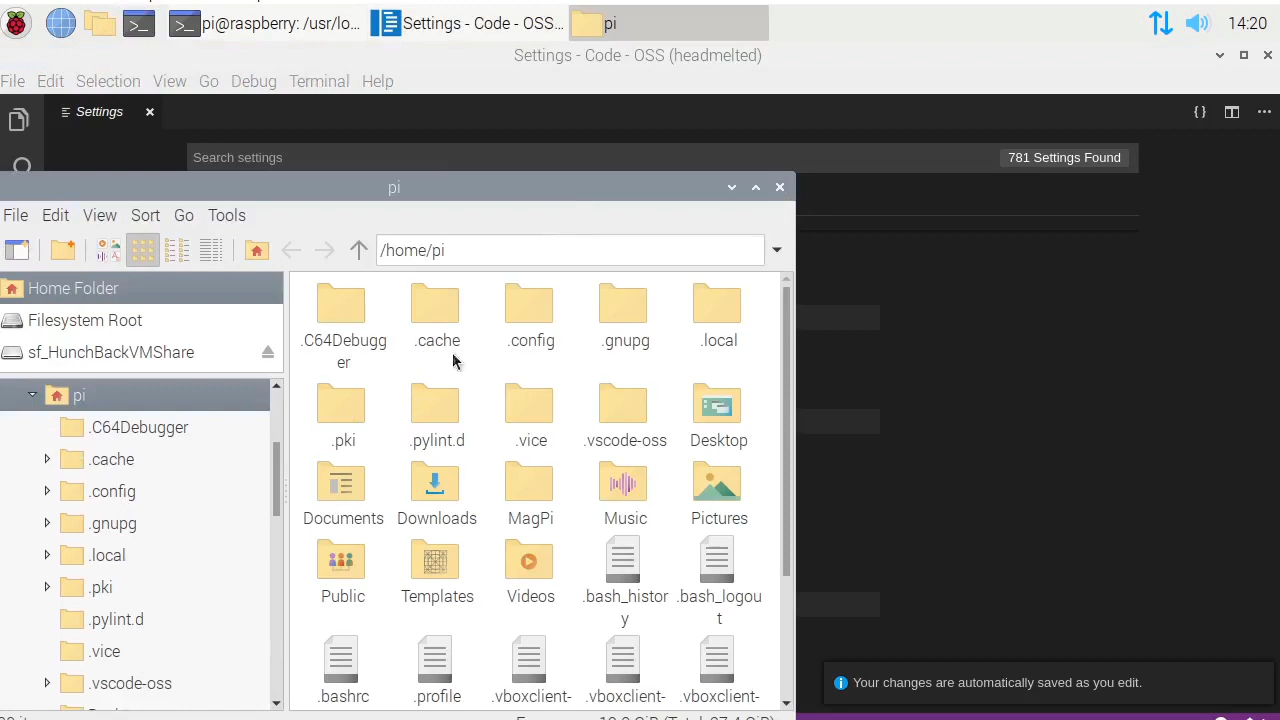 pi@raspberry: /usr/lo...
Settings - Code - OSS...
pi
14:20
Settings - Code - OSS (headmelted)
File Edit Selection View Go Debug Terminal Help
Settings
Search settings
781 Settings Found
pi
File Edit View Sort Go Tools
/home/pi
Home Folder
Filesystem Root
sf_HunchBackVMShare
pi
.C64Debugger
.cache
.config
.gnupg
.local
.pki
.pylint.d
.vice
.vscode-oss
.C64Debugg
er
.cache
.config
.gnupg
.local
.pki
.pylint.d
.vice
.vscode-oss
Desktop
Documents
Downloads
MagPi
Music
Pictures
Public
Templates
Videos
.bash_histor
y
.bash_logou
t
.bashrc
.profile
.vboxclient-
.vboxclient-
.vboxclient-
Your changes are automatically saved as you edit.